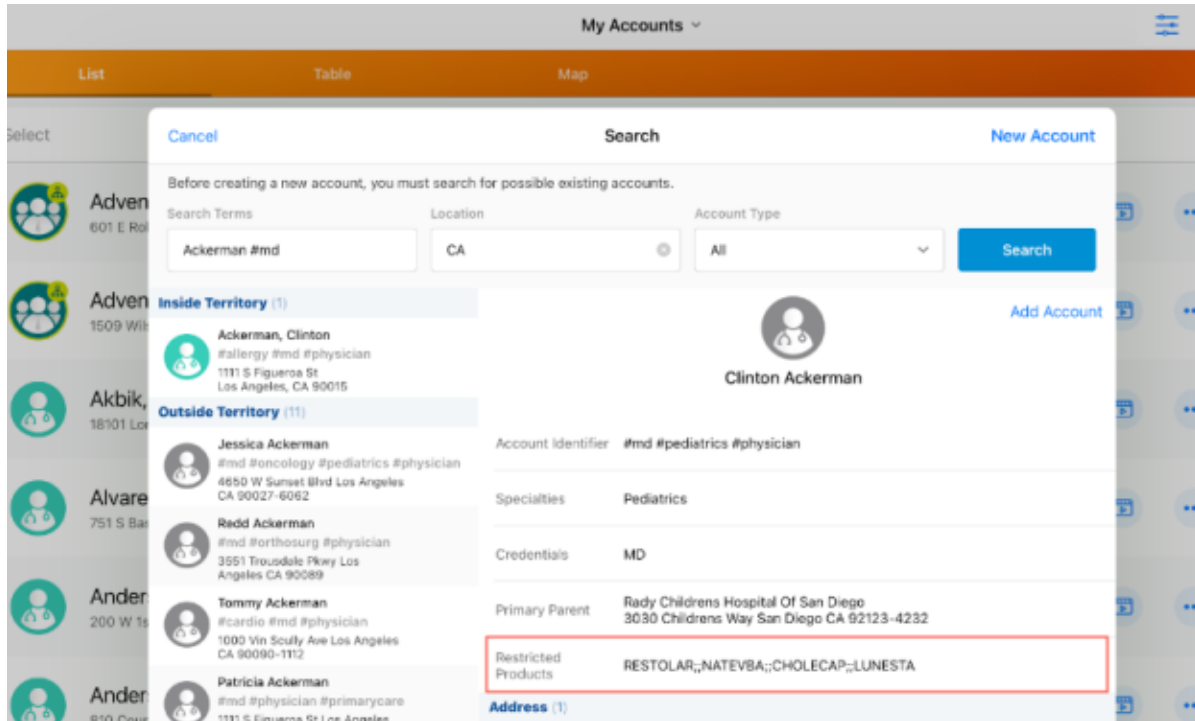 My Accounts
List
Table
Map
Select
Cancel
Search
New Account
Before creating a new account, you must search for possible existing accounts.
Search Terms
Location
Account Type
Ackerman #md
CA
All
Search
Adven
601 E Rol
Adven
1509 Wil
Akbik,
18101 Lor
Alvare
751 S Bas
Ander
200 W 1s
Ander
Inside Territory (1)
Ackerman, Clinton
#allergy #md #physician
1111 S Figueroa St
Los Angeles, CA 90015
Outside Territory (11)
Jessica Ackerman
#md #oncology #pediatrics #physician
4650 W Sunset Blvd Los Angeles
CA 90027-6062
Redd Ackerman
#md #orthosurg #physician
3551 Trousdale Pkwy Los
Angeles CA 90089
Tommy Ackerman
#cardio #md #physician
1000 Vin Scully Ave Los Angeles
CA 90090-1112
Patricia Ackerman
#md #physician #primarycare
1111 S Figueroa St Los Angeles
Add Account
Clinton Ackerman
Account Identifier #md #pediatrics #physician
Specialties Pediatrics
Credentials MD
Primary Parent Rady Childrens Hospital Of San Diego
3030 Childrens Way San Diego CA 92123-4232
Restricted
Products RESTOLAR;;NATEVBA;;CHOLECAP;;LUNESTA
Address (1)